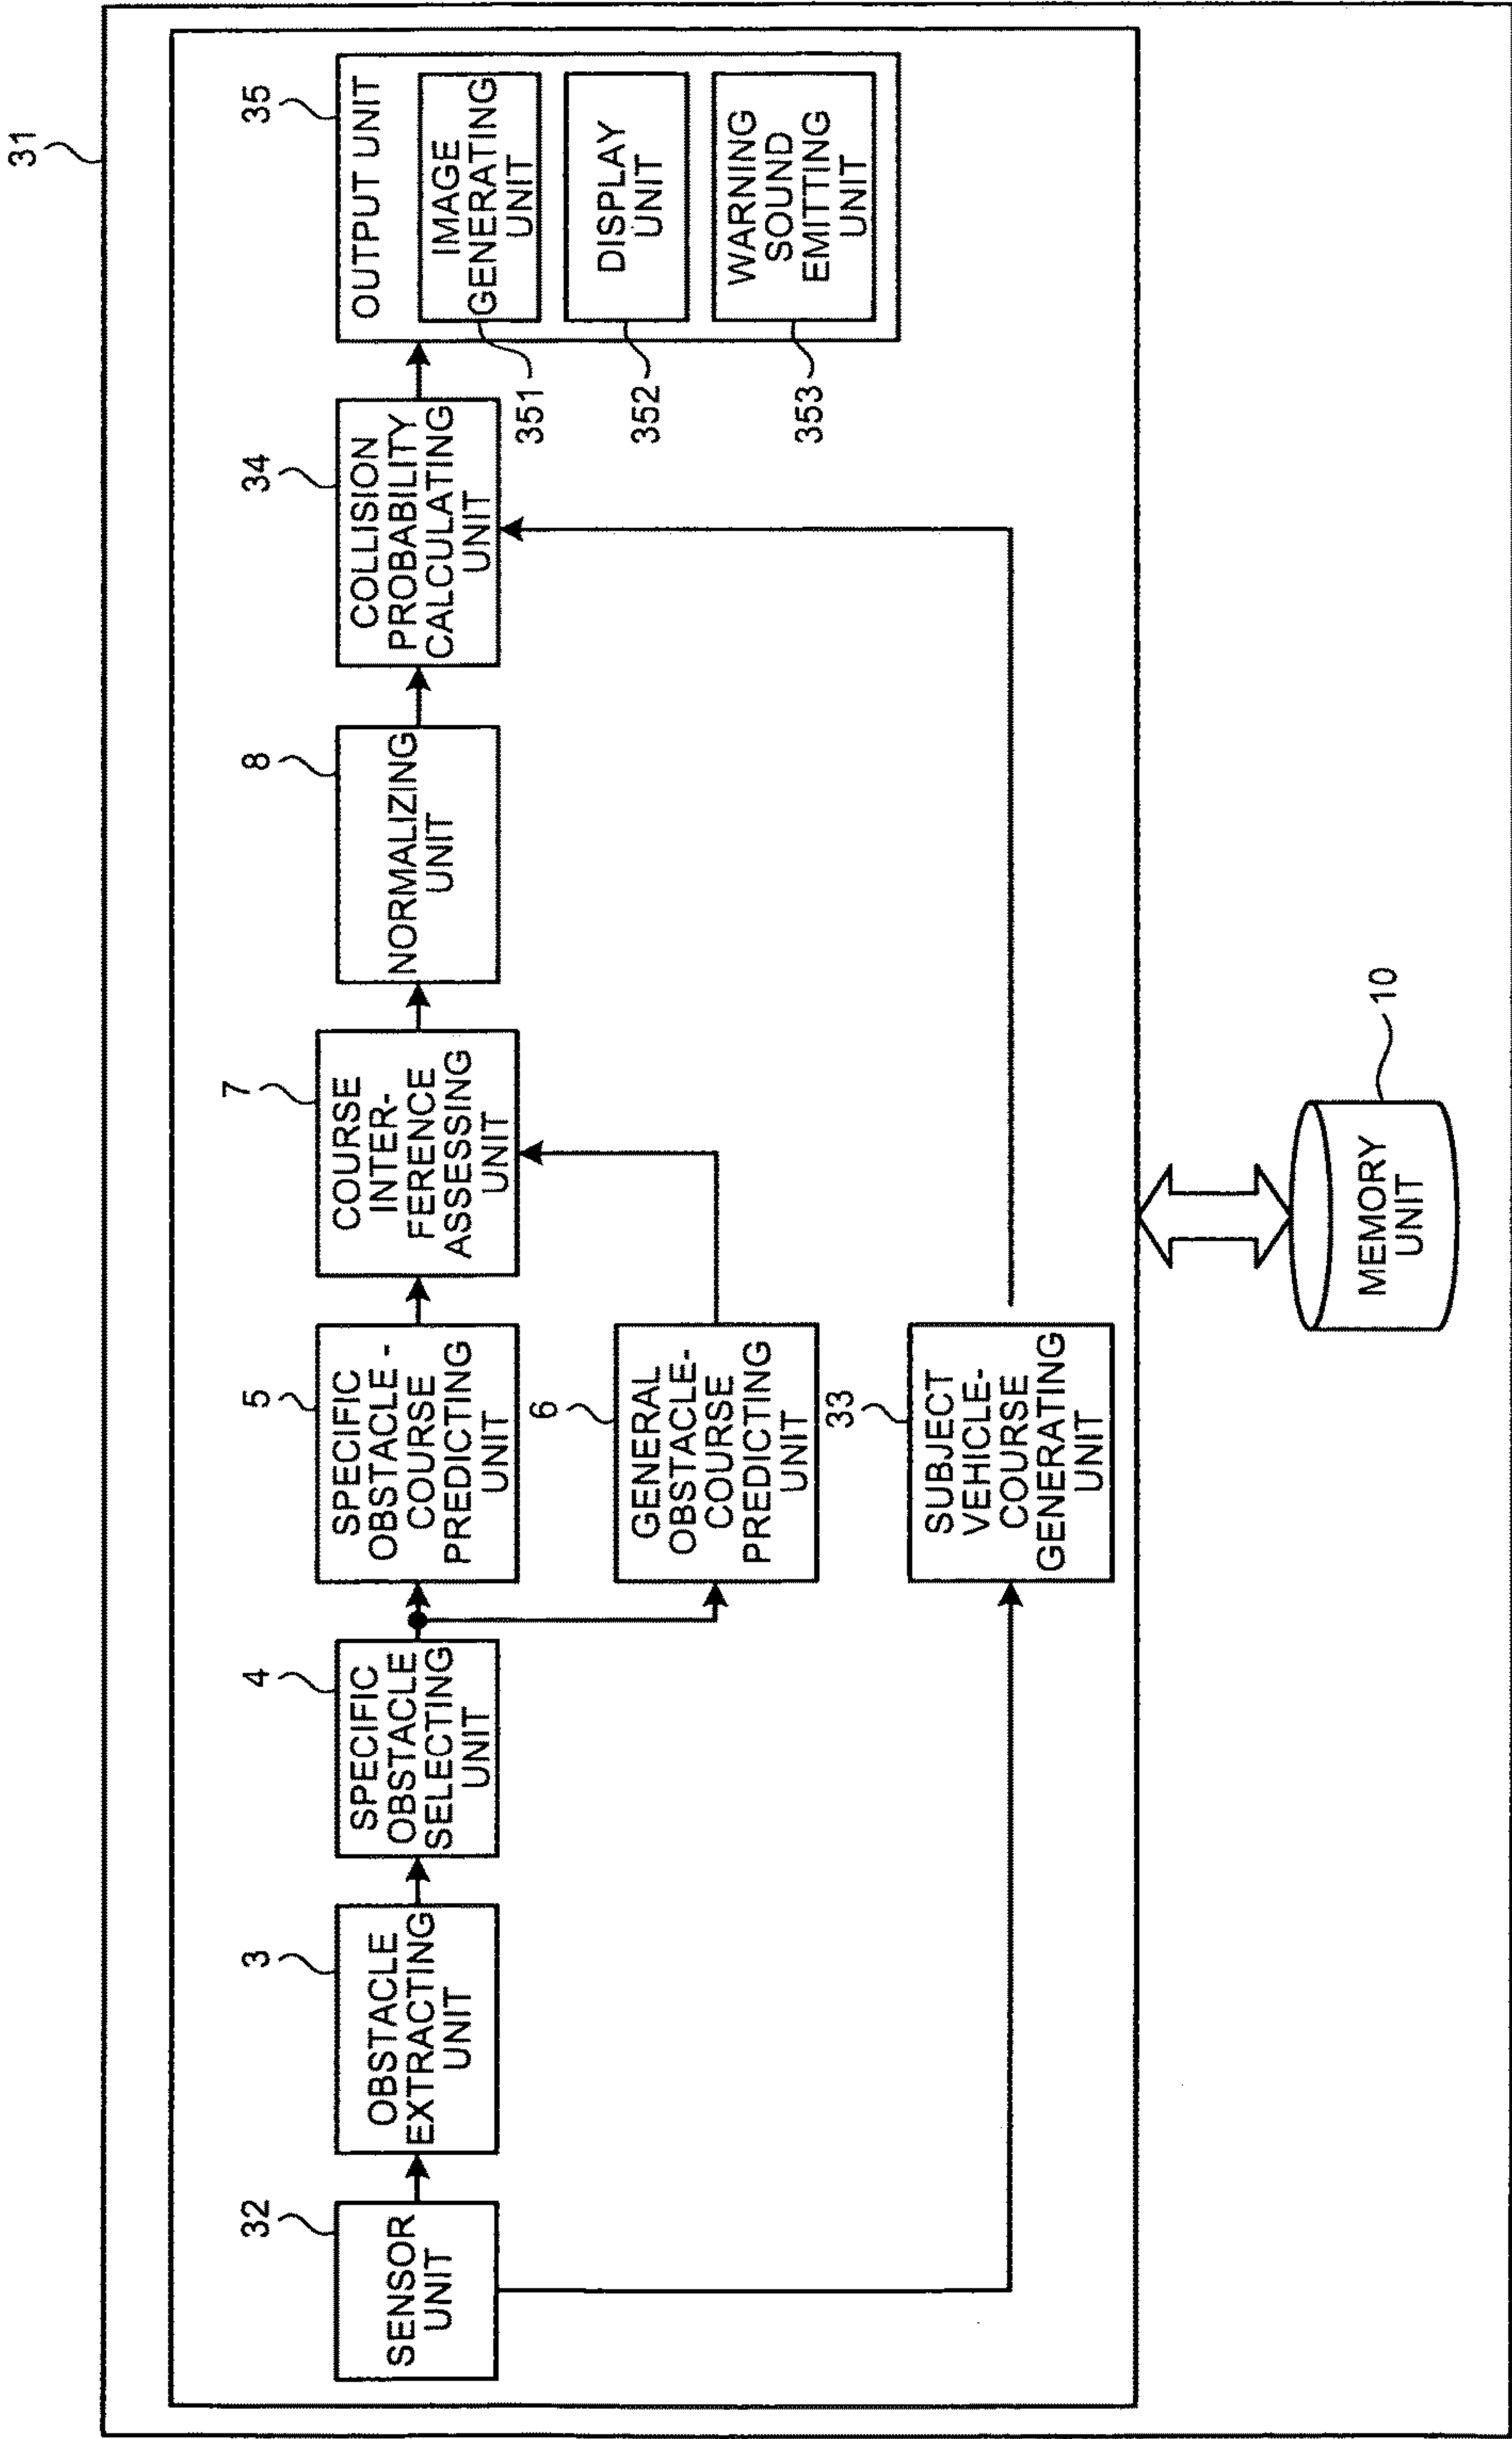 31
32
SENSOR
UNIT
3
OBSTACLE
EXTRACTING
UNIT
4
SPECIFIC
OBSTACLE
SELECTING
UNIT
5
SPECIFIC
OBSTACLE -
COURSE
PREDICTING
UNIT
6
GENERAL
OBSTACLE-
COURSE
PREDICTING
UNIT
33
SUBJECT
VEHICLE-
COURSE
GENERATING
UNIT
7
COURSE
INTER-
FERENCE
ASSESSING
UNIT
8
NORMALIZING
UNIT
34
COLLISION
PROBABILITY
CALCULATING
UNIT
35
OUTPUT UNIT
351
IMAGE
GENERATING
UNIT
352
DISPLAY
UNIT
353
WARNING
SOUND
EMITTING
UNIT
10
MEMORY
UNIT